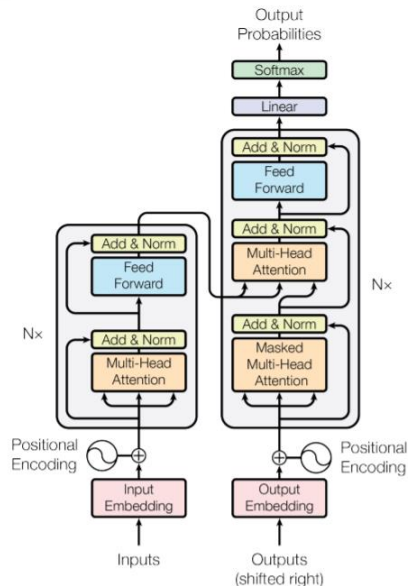 Output
Probabilities
Softmax
Linear
Add & Norm
Feed
Forward
Add & Norm
Multi-Head
Attention
Nx
Add & Norm
Masked
Multi-Head
Attention
Positional
Encoding
Output
Embedding
Outputs
(shifted right)
Add & Norm
Feed
Forward
Nx
Add & Norm
Multi-Head
Attention
Positional
Encoding
Input
Embedding
Inputs